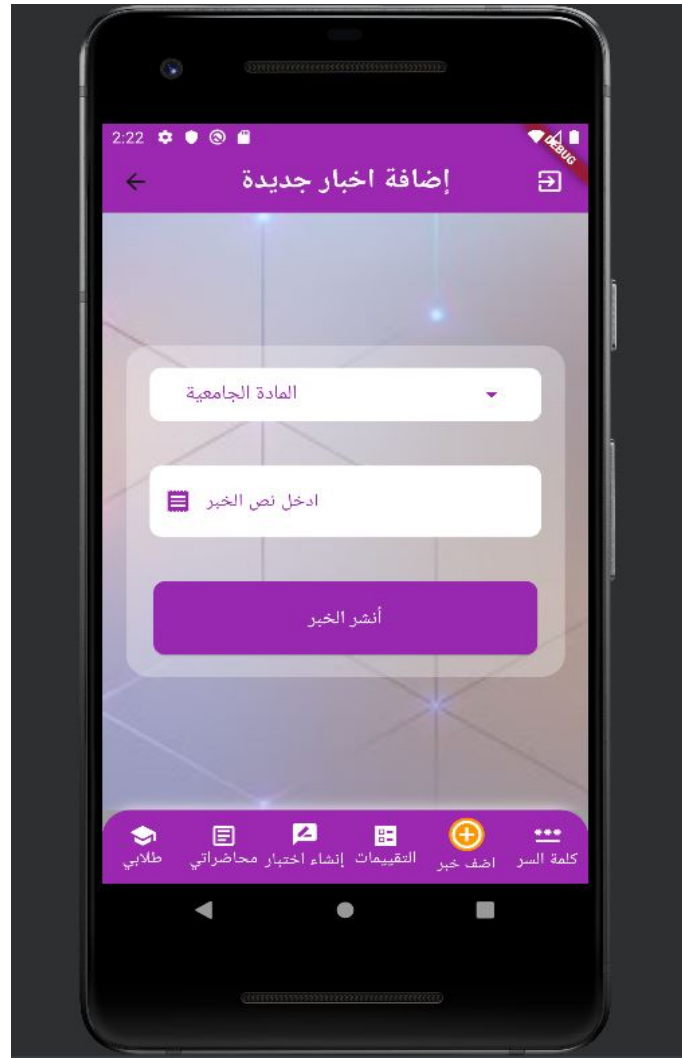 2:22
DEBUG
إضافة اخبار جديدة
المادة الجامعية
ادخل نص الخبر
أنشر الخبر
كلمة السر
اضف خبر
التقييمات
إنشاء اختبار
محاضراتي
طلابي